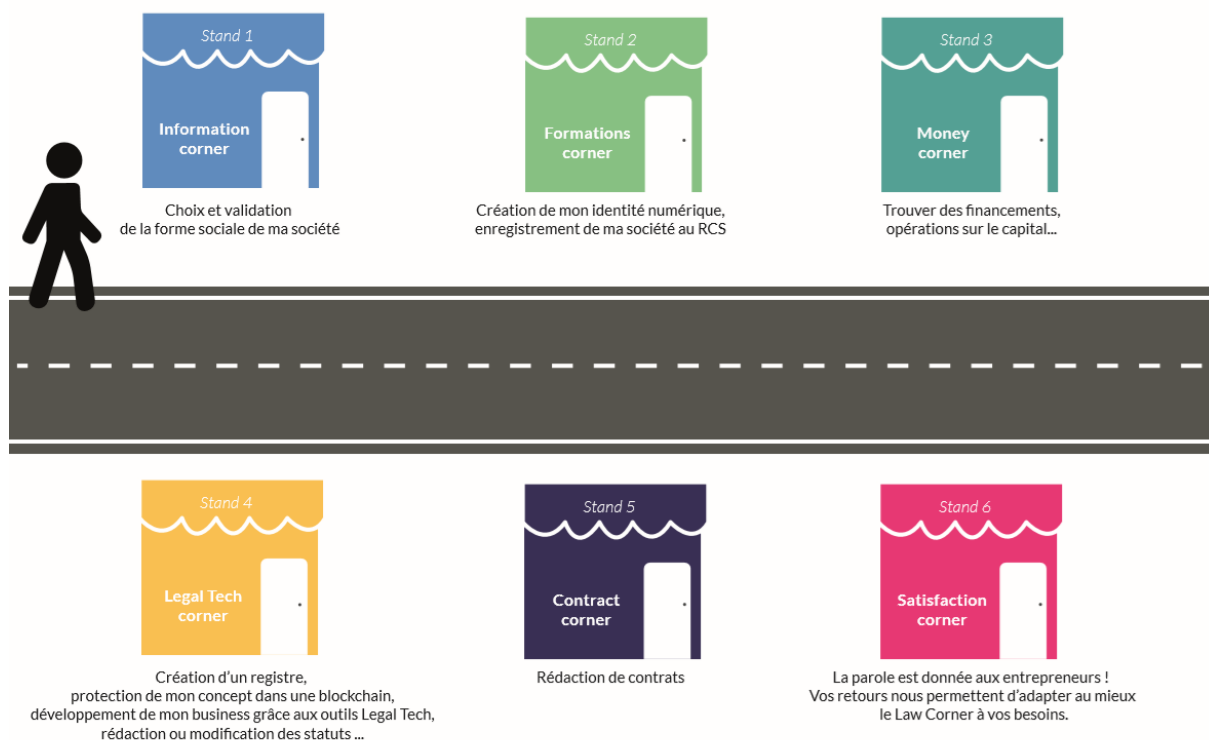 Stand 1
Information
corner
Choix et validation
de la forme sociale de ma société
Stand 2
Formations
corner
Création de mon identité numérique,
enregistrement de ma société au RCS
Stand 3
Money
corner
Trouver des financements,
opérations sur le capital...
Stand 4
Legal Tech
corner
Création d’un registre,
protection de mon concept dans une blockchain,
développement de mon business grâce aux outils Legal Tech,
rédaction ou modification des statuts ...
Stand 5
Contract
corner
Rédaction de contrats
Stand 6
Satisfaction
corner
La parole est donnée aux entrepreneurs !
Vos retours nous permettent d’adapter au mieux
le Law Corner à vos besoins.